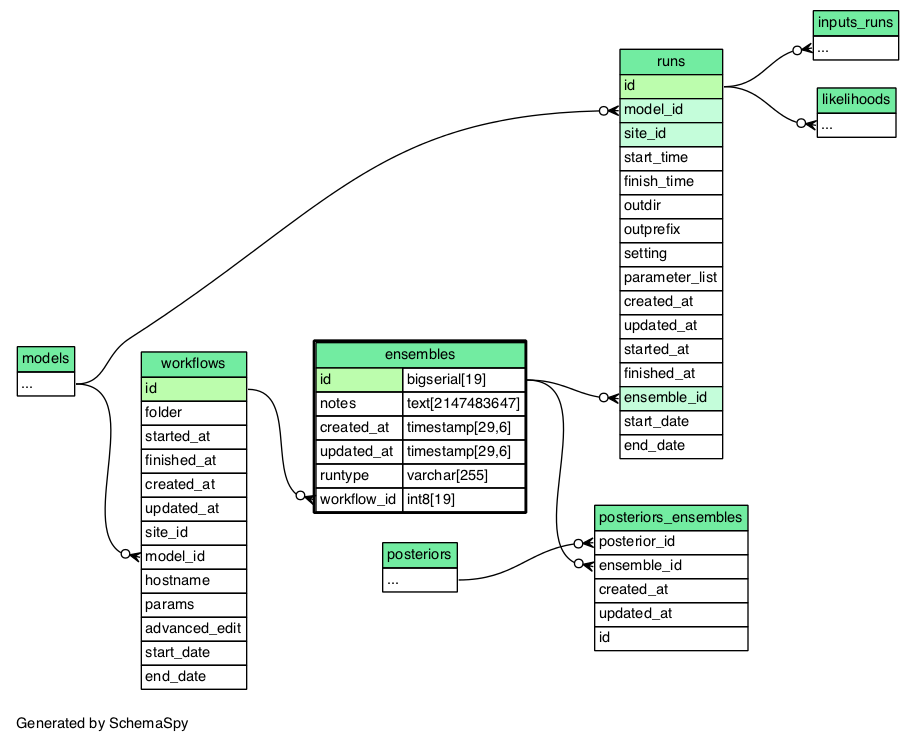 inputs_runs
...
likelihoods
...
runs
id
model_id
site_id
start_time
finish_time
outdir
outprefix
setting
parameter_list
created_at
updated_at
started_at
finished_at
ensemble_id
start_date
end_date
models
...
workflows
id
folder
started_at
finished_at
created_at
updated_at
site_id
model_id
hostname
params
advanced_edit
start_date
end_date
ensembles
id bigserial[19]
notes text[2147483647]
created_at timestamp[29,6]
updated_at timestamp[29,6]
runtype varchar[255]
workflow_id int8[19]
posteriors
...
posteriors_ensembles
posterior_id
ensemble_id
created_at
updated_at
id
Generated by SchemaSpy